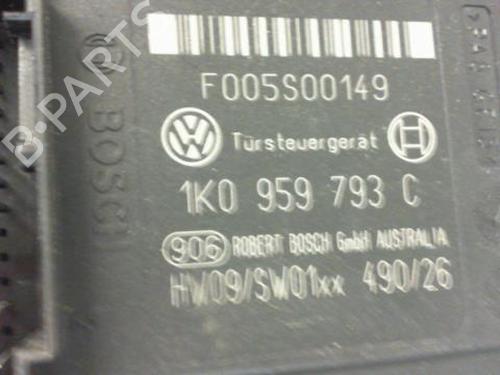 F005S00149
Türsteuergerät
1K0 959 793 C
906 ROBERT BOSCH GmbH AUSTRALIA
HW09/SW01xx 490/26
BOSCH
B-PARTS